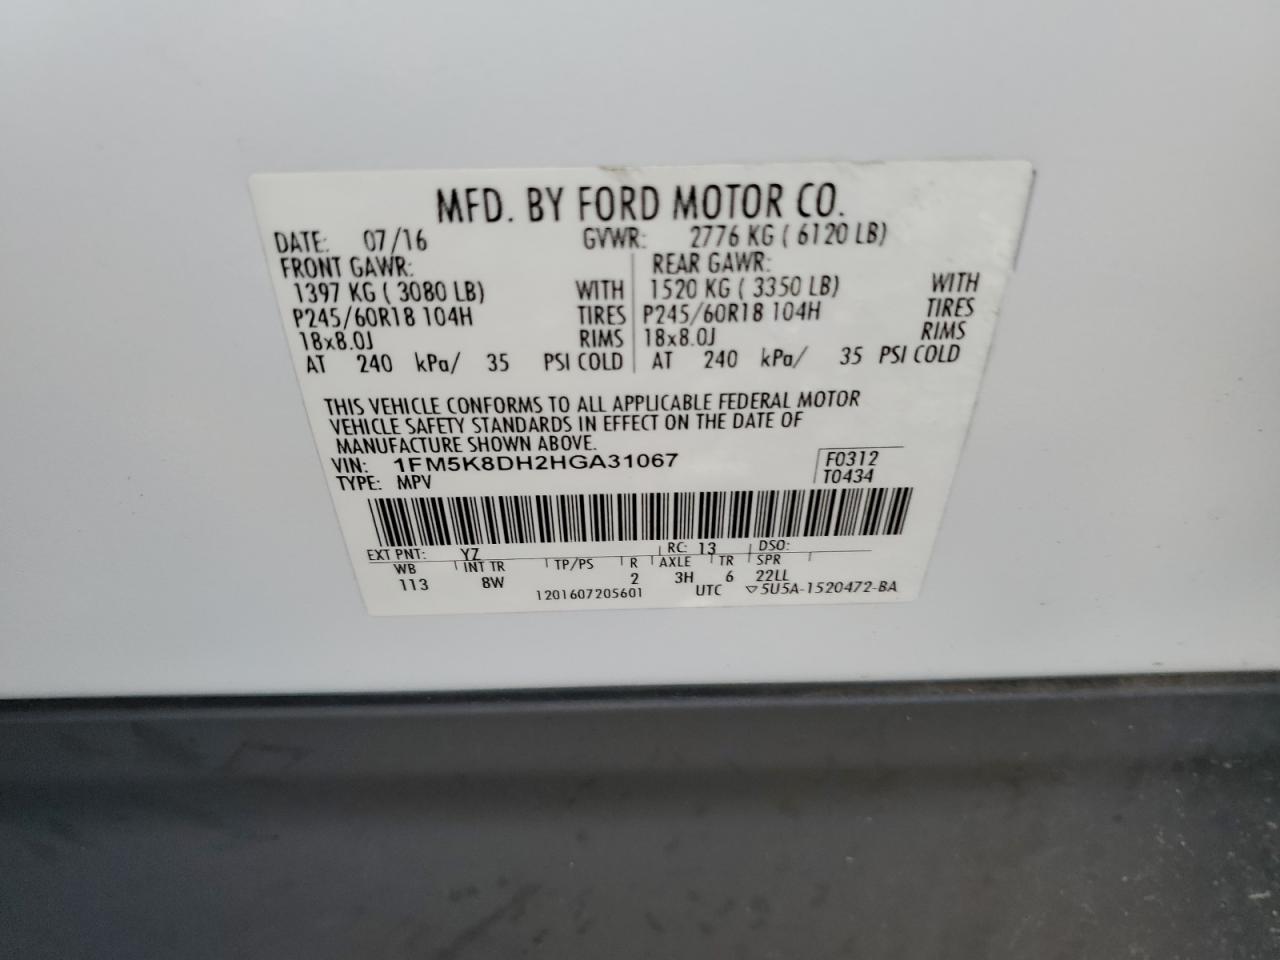 MFD. BY FORD MOTOR CO.
DATE: 07/16 GVWR: 2776 KG ( 6120 LB)
FRONT GAWR: REAR GAWR:
1397 KG ( 3080 LB) WITH 1520 KG ( 3350 LB) WITH
P245/60R18 104H TIRES P245/60R18 104H TIRES
18x8.0J RIMS 18x8.0J RIMS
AT 240 kPa/ 35 PSI COLD AT 240 kPa/ 35 PSI COLD
THIS VEHICLE CONFORMS TO ALL APPLICABLE FEDERAL MOTOR
VEHICLE SAFETY STANDARDS IN EFFECT ON THE DATE OF
MANUFACTURE SHOWN ABOVE.
VIN: 1FM5K8DH2HGA31067 F0312
TYPE: MPV T0434
EXT PNT: YZ RC: 13 DSO:
WB INT TR TP/PS R AXLE TR SPR
113 8W 2 3H 6 22LL
1201607205601 UTC ▽5U5A-1520472-BA